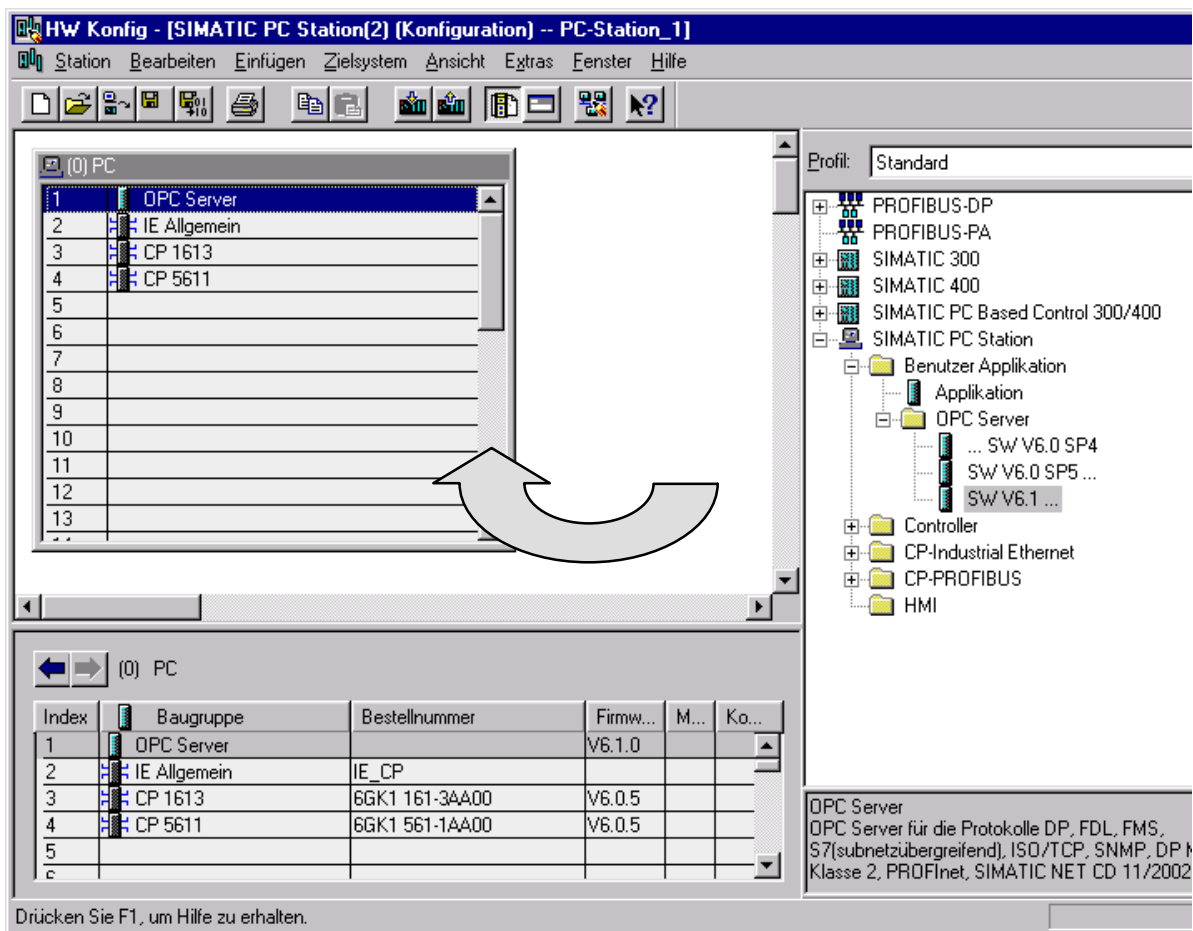 HW Konfig - [SIMATIC PC Station(2) (Konfiguration) -- PC-Station_1]
Station Bearbeiten Einfügen Zielsystem Ansicht Extras Fenster Hilfe
(0) PC
1 OPC Server
2 IE Allgemein
3 CP 1613
4 CP 5611
5
6
7
8
9
10
11
12
13
Profil: Standard
PROFIBUS-DP
PROFIBUS-PA
SIMATIC 300
SIMATIC 400
SIMATIC PC Based Control 300/400
SIMATIC PC Station
Benutzer Applikation
Applikation
OPC Server
... SW V6.0 SP4
SW V6.0 SP5 ...
SW V6.1 ...
Controller
CP-Industrial Ethernet
CP-PROFIBUS
HMI
(0) PC
Index Baugruppe Bestellnummer Firmw... M... Ko...
1 OPC Server V6.1.0
2 IE Allgemein IE_CP
3 CP 1613 6GK1 161-3AA00 V6.0.5
4 CP 5611 6GK1 561-1AA00 V6.0.5
5
OPC Server
OPC Server für die Protokolle DP, FDL, FMS,
S7(subnetzübergreifend), ISO/TCP, SNMP, DP M
Klasse 2, PROFInet, SIMATIC NET CD 11/2002
Drücken Sie F1, um Hilfe zu erhalten.